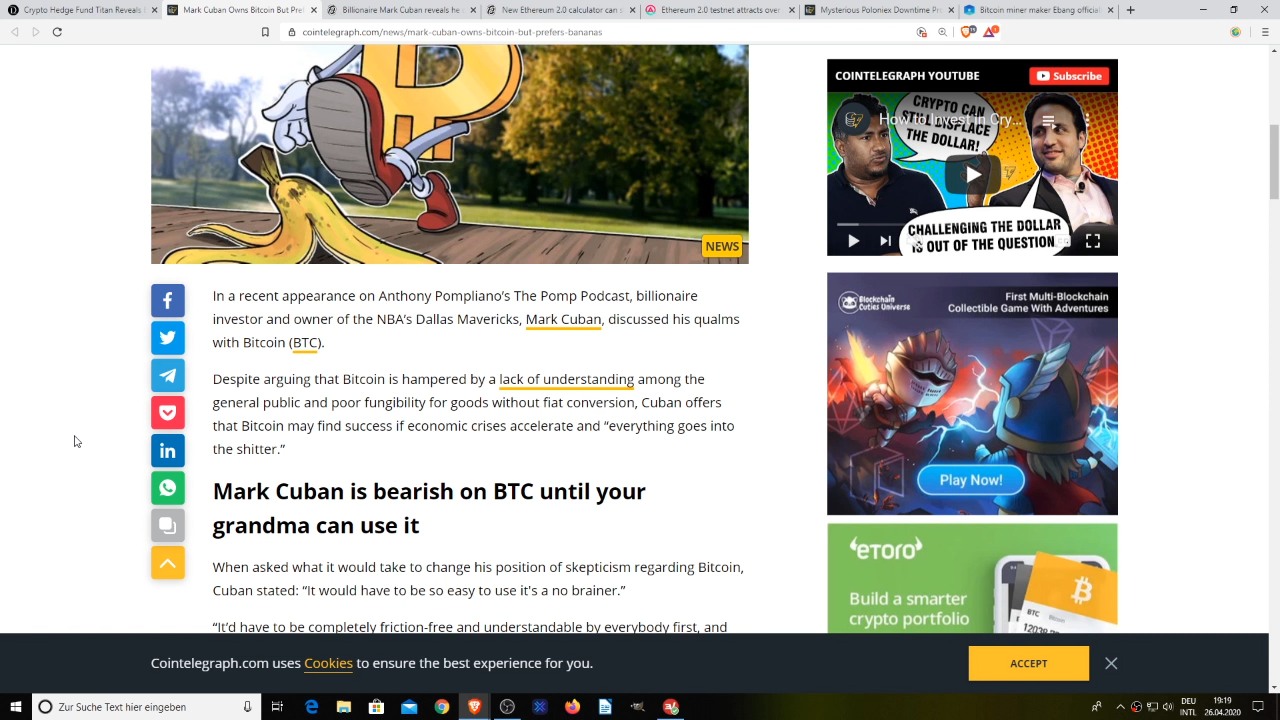 Crypto Hedge Fund Titan Reveals
Mark Cuban Owns Bitcoin But Pref
Billionaire Mark Cuban reveals he
New Ethereum 2.0 calculator can s
Ethereum 2.0 testnet attracts over
Mysterious Poloniex Downtime Pro
Bitcoin miner maker Ebang official
cointelegraph.com/news/mark-cuban-owns-bitcoin-but-prefers-bananas
COINTELEGRAPH YOUTUBE
Subscribe
How to Invest in Cry...
CRYPTO CAN
STILL DISPLACE
THE DOLLAR!
CHALLENGING THE DOLLAR
IS OUT OF THE QUESTION
NEWS
In a recent appearance on Anthony Pompliano’s The Pomp Podcast, billionaire
investor and owner of the NBA’s Dallas Mavericks, Mark Cuban, discussed his qualms
with Bitcoin (BTC).
Despite arguing that Bitcoin is hampered by a lack of understanding among the
general public and poor fungibility for goods without fiat conversion, Cuban offers
that Bitcoin may find success if economic crises accelerate and “everything goes into
the shitter.”
Mark Cuban is bearish on BTC until your
grandma can use it
When asked what it would take to change his position of skepticism regarding Bitcoin,
Cuban stated: “It would have to be so easy to use it's a no brainer.”
“It’d have to be completely friction-free and understandable by everybody first, and
Blockchain
Cuties Universe
First Multi-Blockchain
Collectible Game With Adventures
Play Now!
eTORO
Build a smarter
crypto portfolio
BTC
Cointelegraph.com uses Cookies to ensure the best experience for you.
ACCEPT
Zur Suche Text hier eingeben
DEU
INTL
19:19
26.04.2020